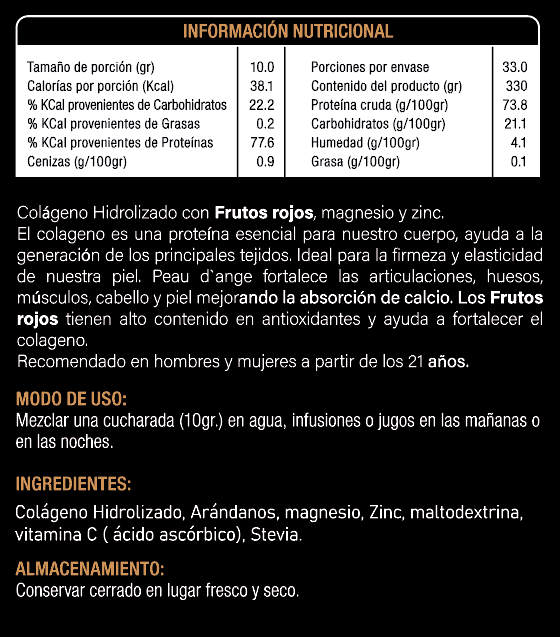 INFORMACIÓN NUTRICIONAL
Tamaño de porción (gr) 10.0 Porciones por envase 33.0
Calorías por porción (Kcal) 38.1 Contenido del producto (gr) 330
% KCal provenientes de Carbohidratos 22.2 Proteína cruda (g/100gr) 73.8
% KCal provenientes de Grasas 0.2 Carbohidratos (g/100gr) 21.1
% KCal provenientes de Proteínas 77.6 Humedad (g/100gr) 4.1
Cenizas (g/100gr) 0.9 Grasa (g/100gr) 0.1
Colágeno Hidrolizado con Frutos rojos, magnesio y zinc.
El colageno es una proteína esencial para nuestro cuerpo, ayuda a la
generación de los principales tejidos. Ideal para la firmeza y elasticidad
de nuestra piel. Peau d`ange fortalece las articulaciones, huesos,
músculos, cabello y piel mejorando la absorción de calcio. Los Frutos
rojos tienen alto contenido en antioxidantes y ayuda a fortalecer el
colageno.
Recomendado en hombres y mujeres a partir de los 21 años.
MODO DE USO:
Mezclar una cucharada (10gr.) en agua, infusiones o jugos en las mañanas o
en las noches.
INGREDIENTES:
Colágeno Hidrolizado, Arándanos, magnesio, Zinc, maltodextrina,
vitamina C ( ácido ascórbico), Stevia.
ALMACENAMIENTO:
Conservar cerrado en lugar fresco y seco.